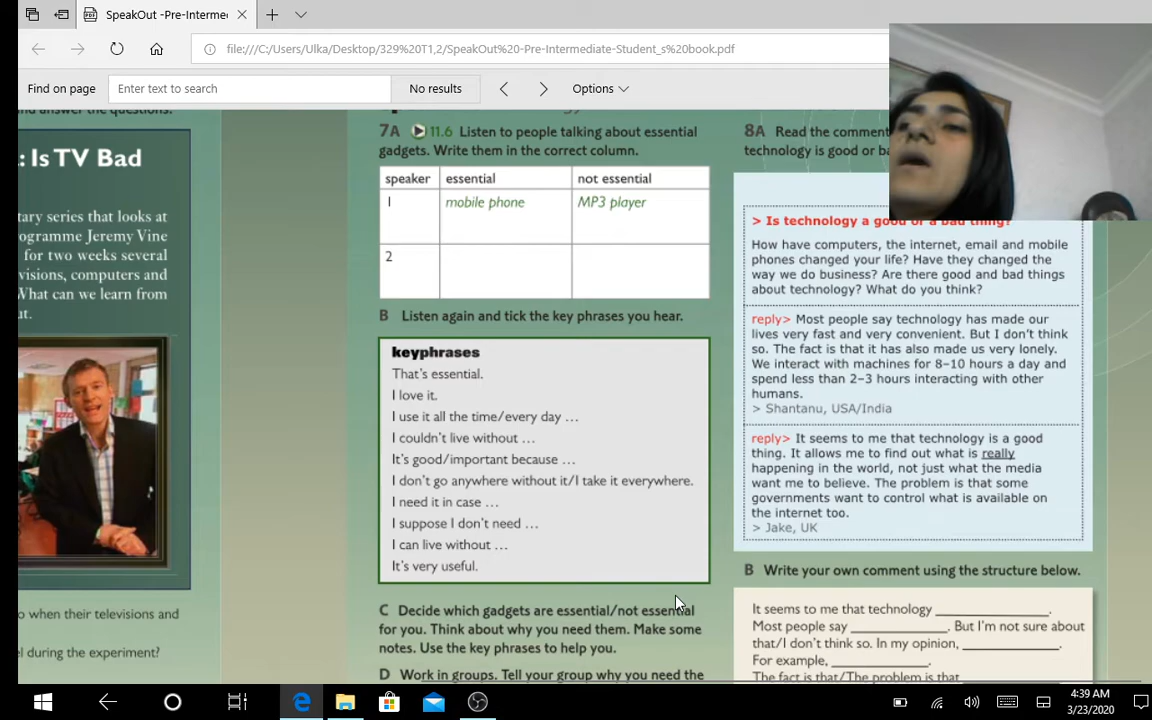 SpeakOut -Pre-Interme
file:///C:/Users/Ulka/Desktop/329%20T1,2/SpeakOut%20-Pre-Intermediate-Student_s%20book.pdf
Find on page
Enter text to search
No results
Options
and answer the questions.
: Is TV Bad
tary series that looks at
rogramme Jeremy Vine
for two weeks several
visions, computers and
What can we learn from
ut.
o when their televisions and
el during the experiment?
7A 11.6 Listen to people talking about essential
gadgets. Write them in the correct column.
speaker essential not essential
1 mobile phone MP3 player
2
B Listen again and tick the key phrases you hear.
keyphrases
That's essential.
I love it.
I use it all the time/every day …
I couldn't live without …
It's good/important because …
I don't go anywhere without it/I take it everywhere.
I need it in case …
I suppose I don't need …
I can live without …
It's very useful.
C Decide which gadgets are essential/not essential
for you. Think about why you need them. Make some
notes. Use the key phrases to help you.
D Work in groups. Tell your group why you need the
8A Read the comment
technology is good or ba
> Is technology a good or a bad thing?
How have computers, the internet, email and mobile
phones changed your life? Have they changed the
way we do business? Are there good and bad things
about technology? What do you think?
reply> Most people say technology has made our
lives very fast and very convenient. But I don't think
so. The fact is that it has also made us very lonely.
We interact with machines for 8–10 hours a day and
spend less than 2–3 hours interacting with other
humans.
> Shantanu, USA/India
reply> It seems to me that technology is a good
thing. It allows me to find out what is really
happening in the world, not just what the media
want me to believe. The problem is that some
governments want to control what is available on
the internet too.
> Jake, UK
B Write your own comment using the structure below.
It seems to me that technology ____________.
Most people say ____________. But I'm not sure about
that/I don't think so. In my opinion, ____________.
For example, ____________.
The fact is that/The problem is that ____________
4:39 AM
3/23/2020